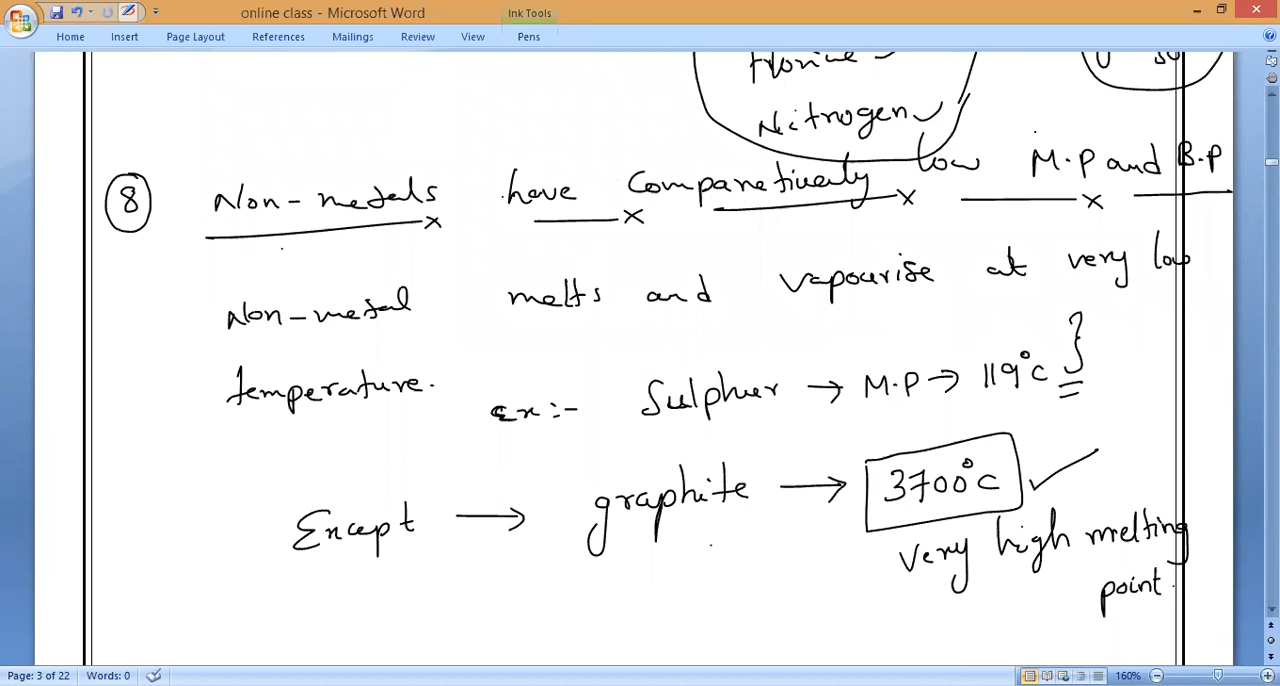 online class - Microsoft Word
Ink Tools
Home Insert Page Layout References Mailings Review View Pens
Nitrogen
8 Non-metals have Comparetively low M.P and B.P
Non-metal melts and vapourise at very low
temperature. Ex:- Sulphur → M.P → 119°C
Except → graphite → 3700°C
very high melting
point.
Page: 3 of 22 Words: 0 160%